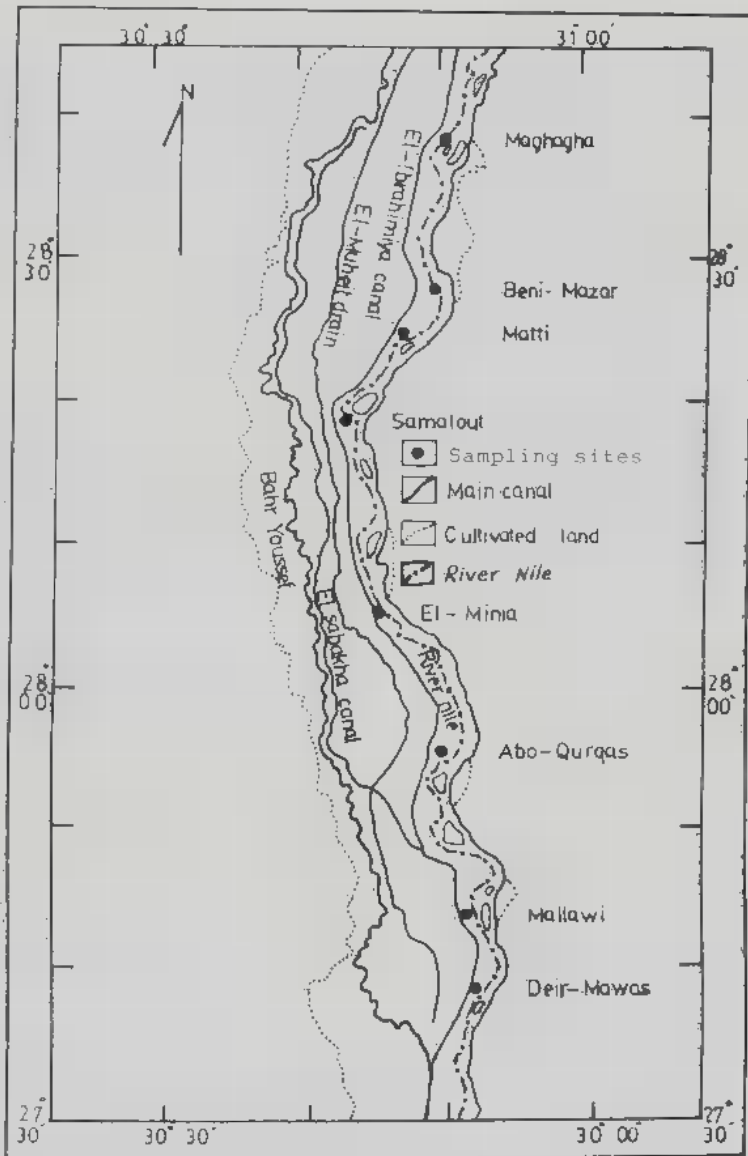 30° 30'
31° 00'
N
Maghagha
El-Ibrahimiya canal
El-Muheit drain
28° 30'
28° 30'
Beni-Mazar
Matti
Samalout
Sampling sites
Main canal
Cultivated land
River Nile
Bahr Youssef
El-Minia
El sabakha canal
River nile
28° 00'
28° 00'
Abo-Qurqas
Mallawi
Deir-Mawas
27° 30'
27° 30'
30° 30'
30° 00'